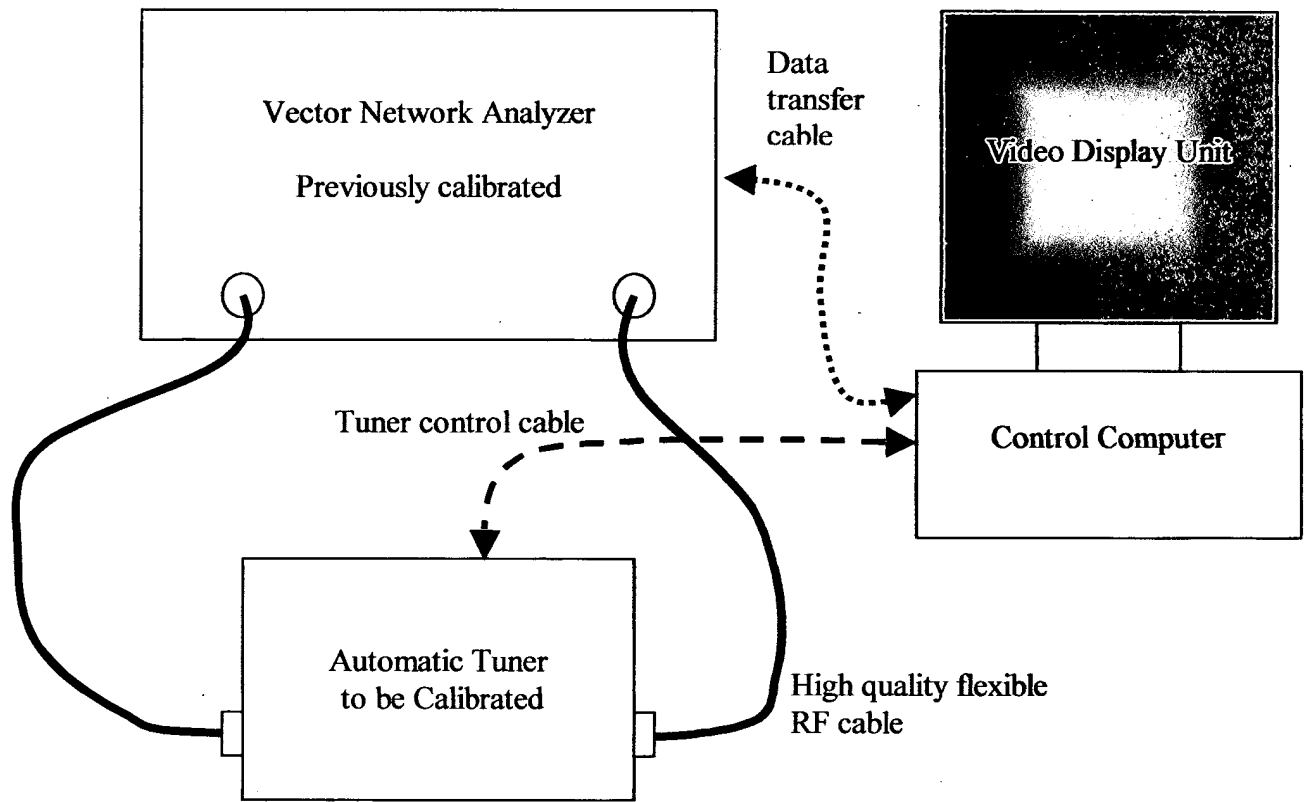 Vector Network Analyzer
Previously calibrated
Data
transfer
cable
Video Display Unit
Tuner control cable
Control Computer
Automatic Tuner
to be Calibrated
High quality flexible
RF cable